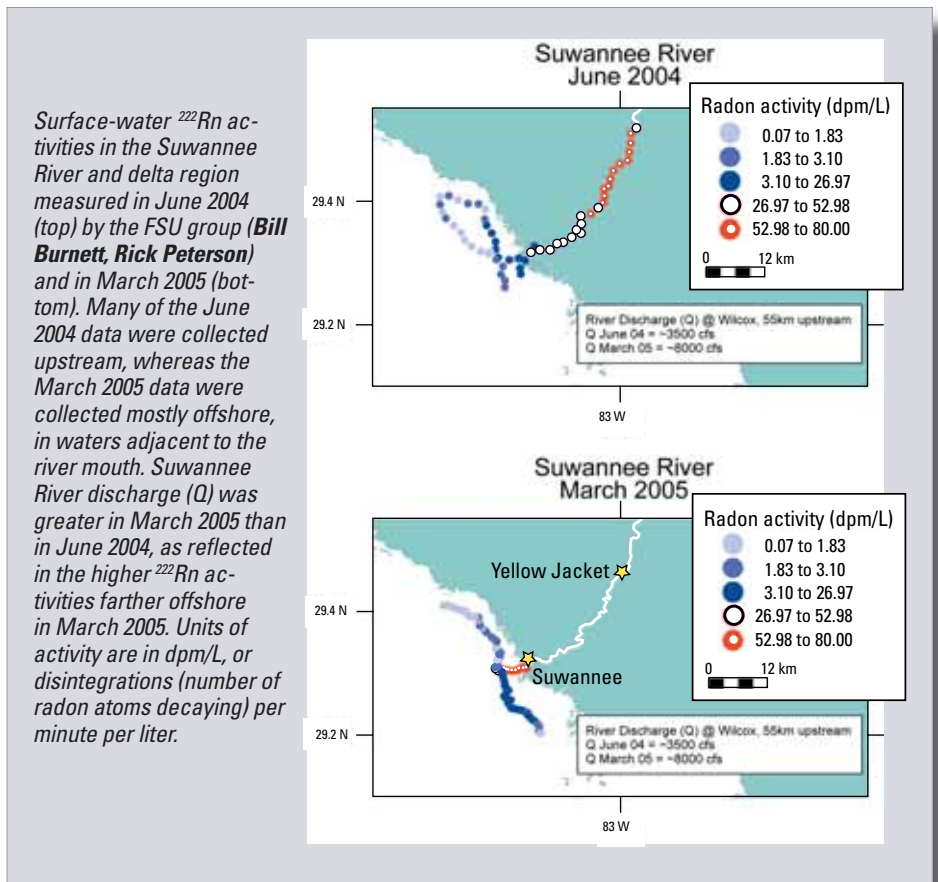 Surface-water ²²²Rn ac-
tivities in the Suwannee
River and delta region
measured in June 2004
(top) by the FSU group (Bill
Burnett, Rick Peterson)
and in March 2005 (bot-
tom). Many of the June
2004 data were collected
upstream, whereas the
March 2005 data were
collected mostly offshore,
in waters adjacent to the
river mouth. Suwannee
River discharge (Q) was
greater in March 2005 than
in June 2004, as reflected
in the higher ²²²Rn ac-
tivities farther offshore
in March 2005. Units of
activity are in dpm/L, or
disintegrations (number of
radon atoms decaying) per
minute per liter.
Suwannee River
June 2004
Radon activity (dpm/L)
0.07 to 1.83
1.83 to 3.10
3.10 to 26.97
26.97 to 52.98
52.98 to 80.00
0 12 km
29.4 N
29.2 N
River Discharge (Q) @ Wilcox, 55km upstream
Q June 04 = ~3500 cfs
Q March 05 = ~8000 cfs
83 W
Suwannee River
March 2005
Radon activity (dpm/L)
0.07 to 1.83
1.83 to 3.10
3.10 to 26.97
26.97 to 52.98
52.98 to 80.00
0 12 km
Yellow Jacket
29.4 N
Suwannee
29.2 N
River Discharge (Q) @ Wilcox, 55km upstream
Q June 04 = ~3500 cfs
Q March 05 = ~8000 cfs
83 W